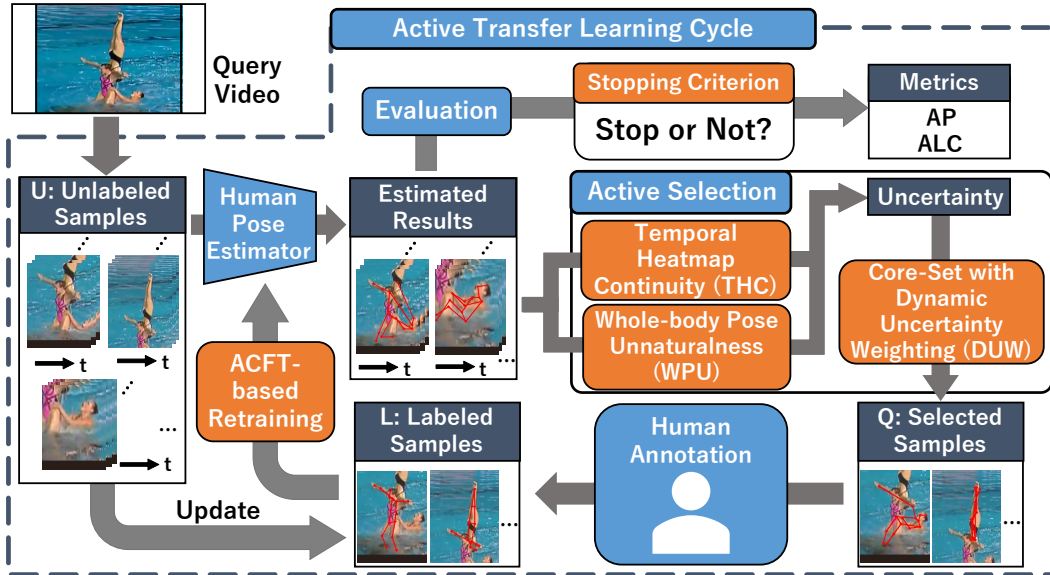 Active Transfer Learning Cycle
Query
Video
Evaluation
Stopping Criterion
Stop or Not?
Metrics
AP
ALC
U: Unlabeled
Samples
t
t
t
...
Human
Pose
Estimator
Estimated
Results
t
t
...
Active Selection
Temporal
Heatmap
Continuity (THC)
Whole-body Pose
Unnaturalness
(WPU)
Uncertainty
Core-Set with
Dynamic
Uncertainty
Weighting (DUW)
ACFT-
based
Retraining
L: Labeled
Samples
...
Human
Annotation
Q: Selected
Samples
...
Update